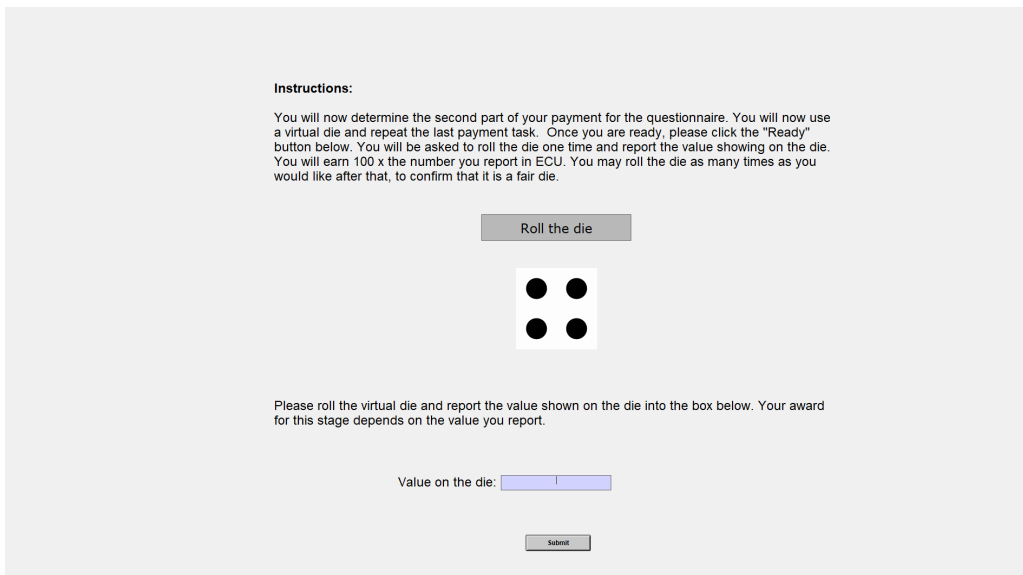 Instructions:
You will now determine the second part of your payment for the questionnaire. You will now use
a virtual die and repeat the last payment task.  Once you are ready, please click the "Ready"
button below. You will be asked to roll the die one time and report the value showing on the die.
You will earn 100 x the number you report in ECU. You may roll the die as many times as you
would like after that, to confirm that it is a fair die.
Roll the die
Please roll the virtual die and report the value shown on the die into the box below. Your award
for this stage depends on the value you report.
Value on the die:
Submit